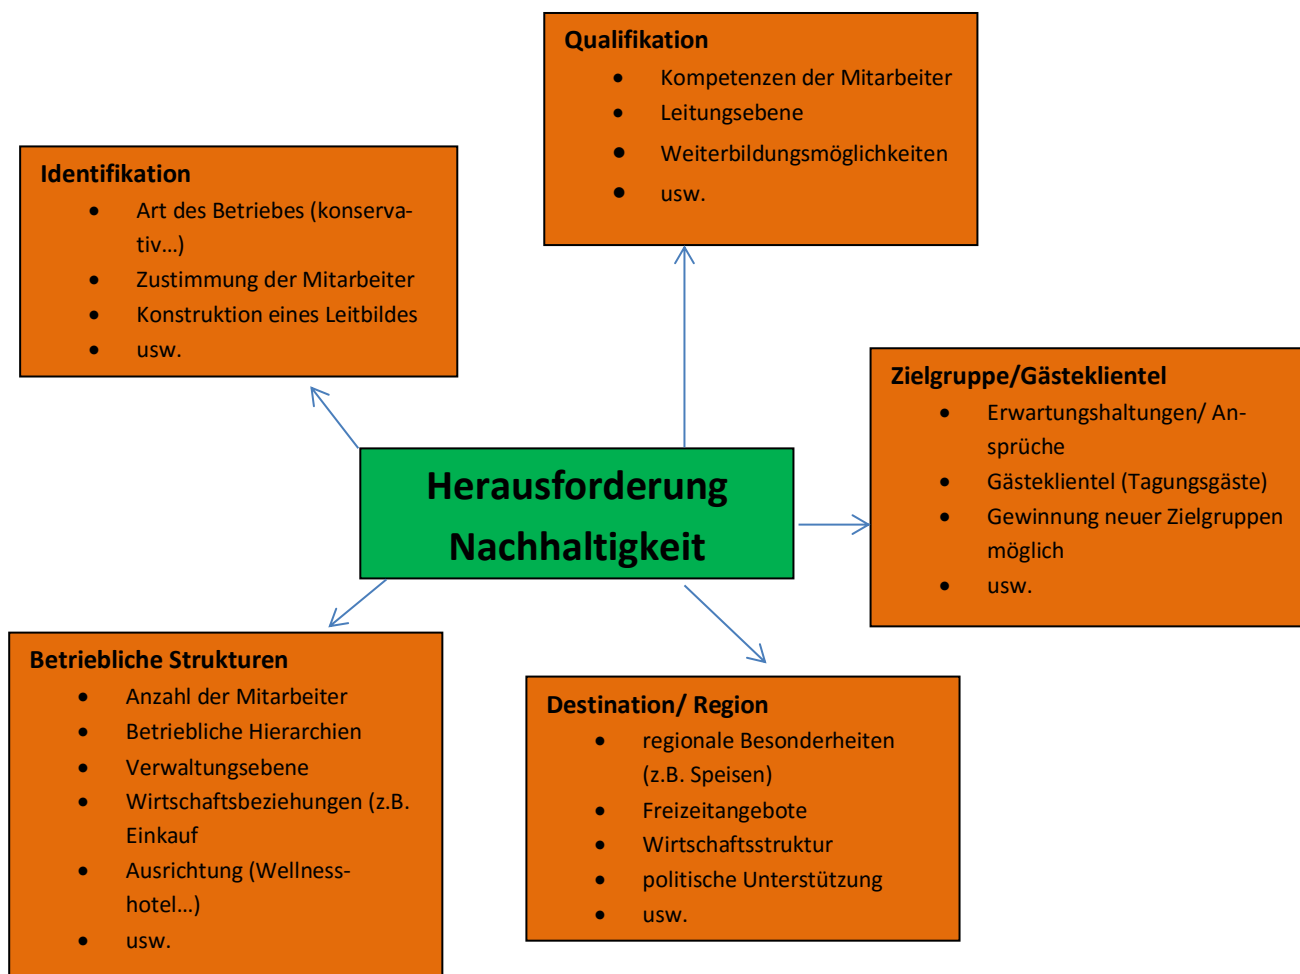 Qualifikation
• Kompetenzen der Mitarbeiter
• Leitungsebene
• Weiterbildungsmöglichkeiten
• usw.
Identifikation
• Art des Betriebes (konserva-
tiv...)
• Zustimmung der Mitarbeiter
• Konstruktion eines Leitbildes
• usw.
Zielgruppe/Gästeklientel
• Erwartungshaltungen/ An-
sprüche
• Gästeklientel (Tagungsgäste)
• Gewinnung neuer Zielgruppen
möglich
• usw.
Herausforderung
Nachhaltigkeit
Betriebliche Strukturen
• Anzahl der Mitarbeiter
• Betriebliche Hierarchien
• Verwaltungsebene
• Wirtschaftsbeziehungen (z.B.
Einkauf
• Ausrichtung (Wellness-
hotel...)
• usw.
Destination/ Region
• regionale Besonderheiten
(z.B. Speisen)
• Freizeitangebote
• Wirtschaftsstruktur
• politische Unterstützung
• usw.